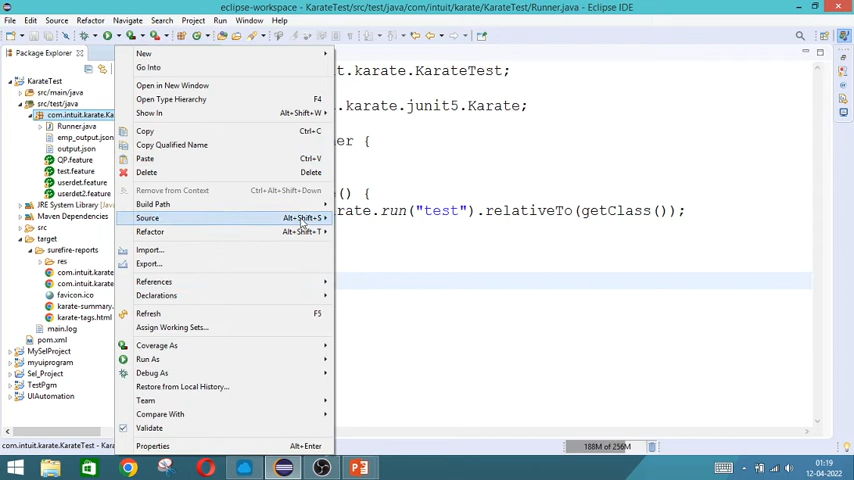 eclipse-workspace - KarateTest/src/test/java/com/intuit/karate/KarateTest/Runner.java - Eclipse IDE
File Edit Source Refactor Navigate Search Project Run Window Help
Package Explorer
KarateTest
src/main/java
src/test/java
com.intuit.karate.Ka
Runner.java
emp_output.json
output.json
QP.feature
test.feature
userdet.feature
userdet2.feature
JRE System Library
Maven Dependencies
src
target
surefire-reports
res
com.intuit.karate
com.intuit.karate
favicon.ico
karate-summary.
karate-tags.html
main.log
pom.xml
MySelProject
myuiprogram
Sel_Project
TestPgm
UIAutomation
New
Go Into
Open in New Window
Open Type Hierarchy F4
Show In Alt+Shift+W
Copy Ctrl+C
Copy Qualified Name
Paste Ctrl+V
Delete Delete
Remove from Context Ctrl+Alt+Shift+Down
Build Path
Source Alt+Shift+S
Refactor Alt+Shift+T
Import...
Export...
References
Declarations
Refresh F5
Assign Working Sets...
Coverage As
Run As
Debug As
Restore from Local History...
Team
Compare With
Validate
Properties Alt+Enter
t.karate.KarateTest;
.karate.junit5.Karate;
ner {
e() {
rate.run("test").relativeTo(getClass());
com.intuit.karate.KarateTest - Kara
188M of 256M
01:19
12-04-2022